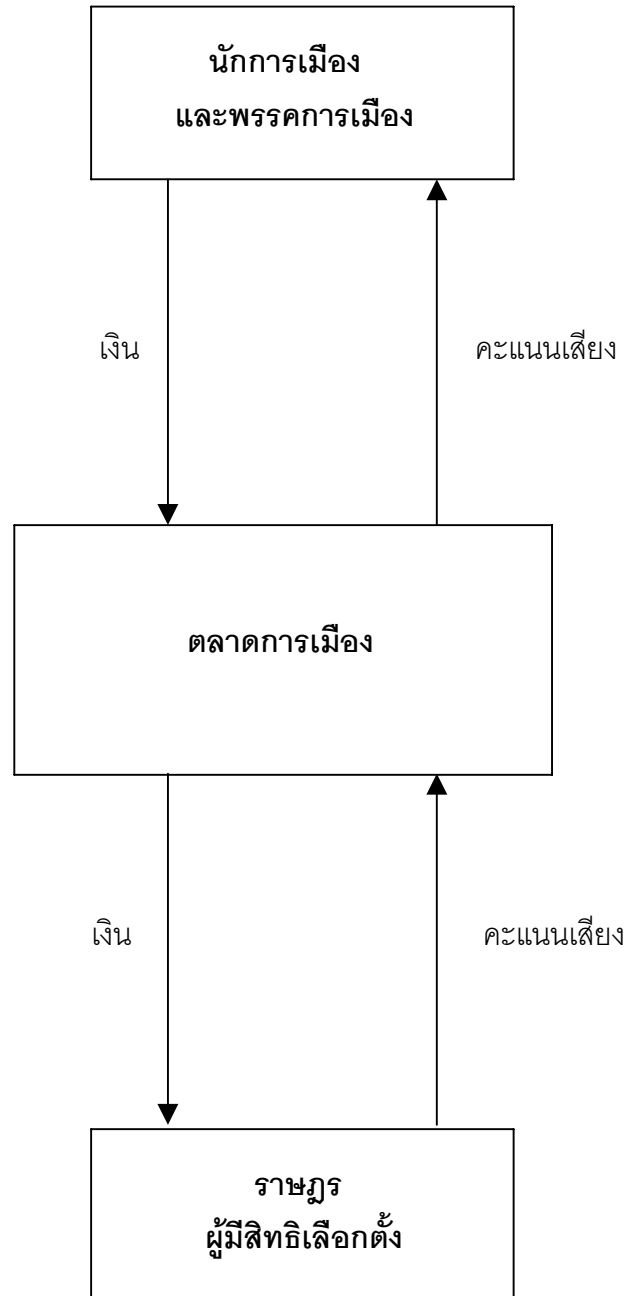 นักการเมือง
และพรรคการเมือง
เงิน
คะแนนเสียง
ตลาดการเมือง
เงิน
คะแนนเสียง
ราษฎร
ผู้มีสิทธิเลือกตั้ง